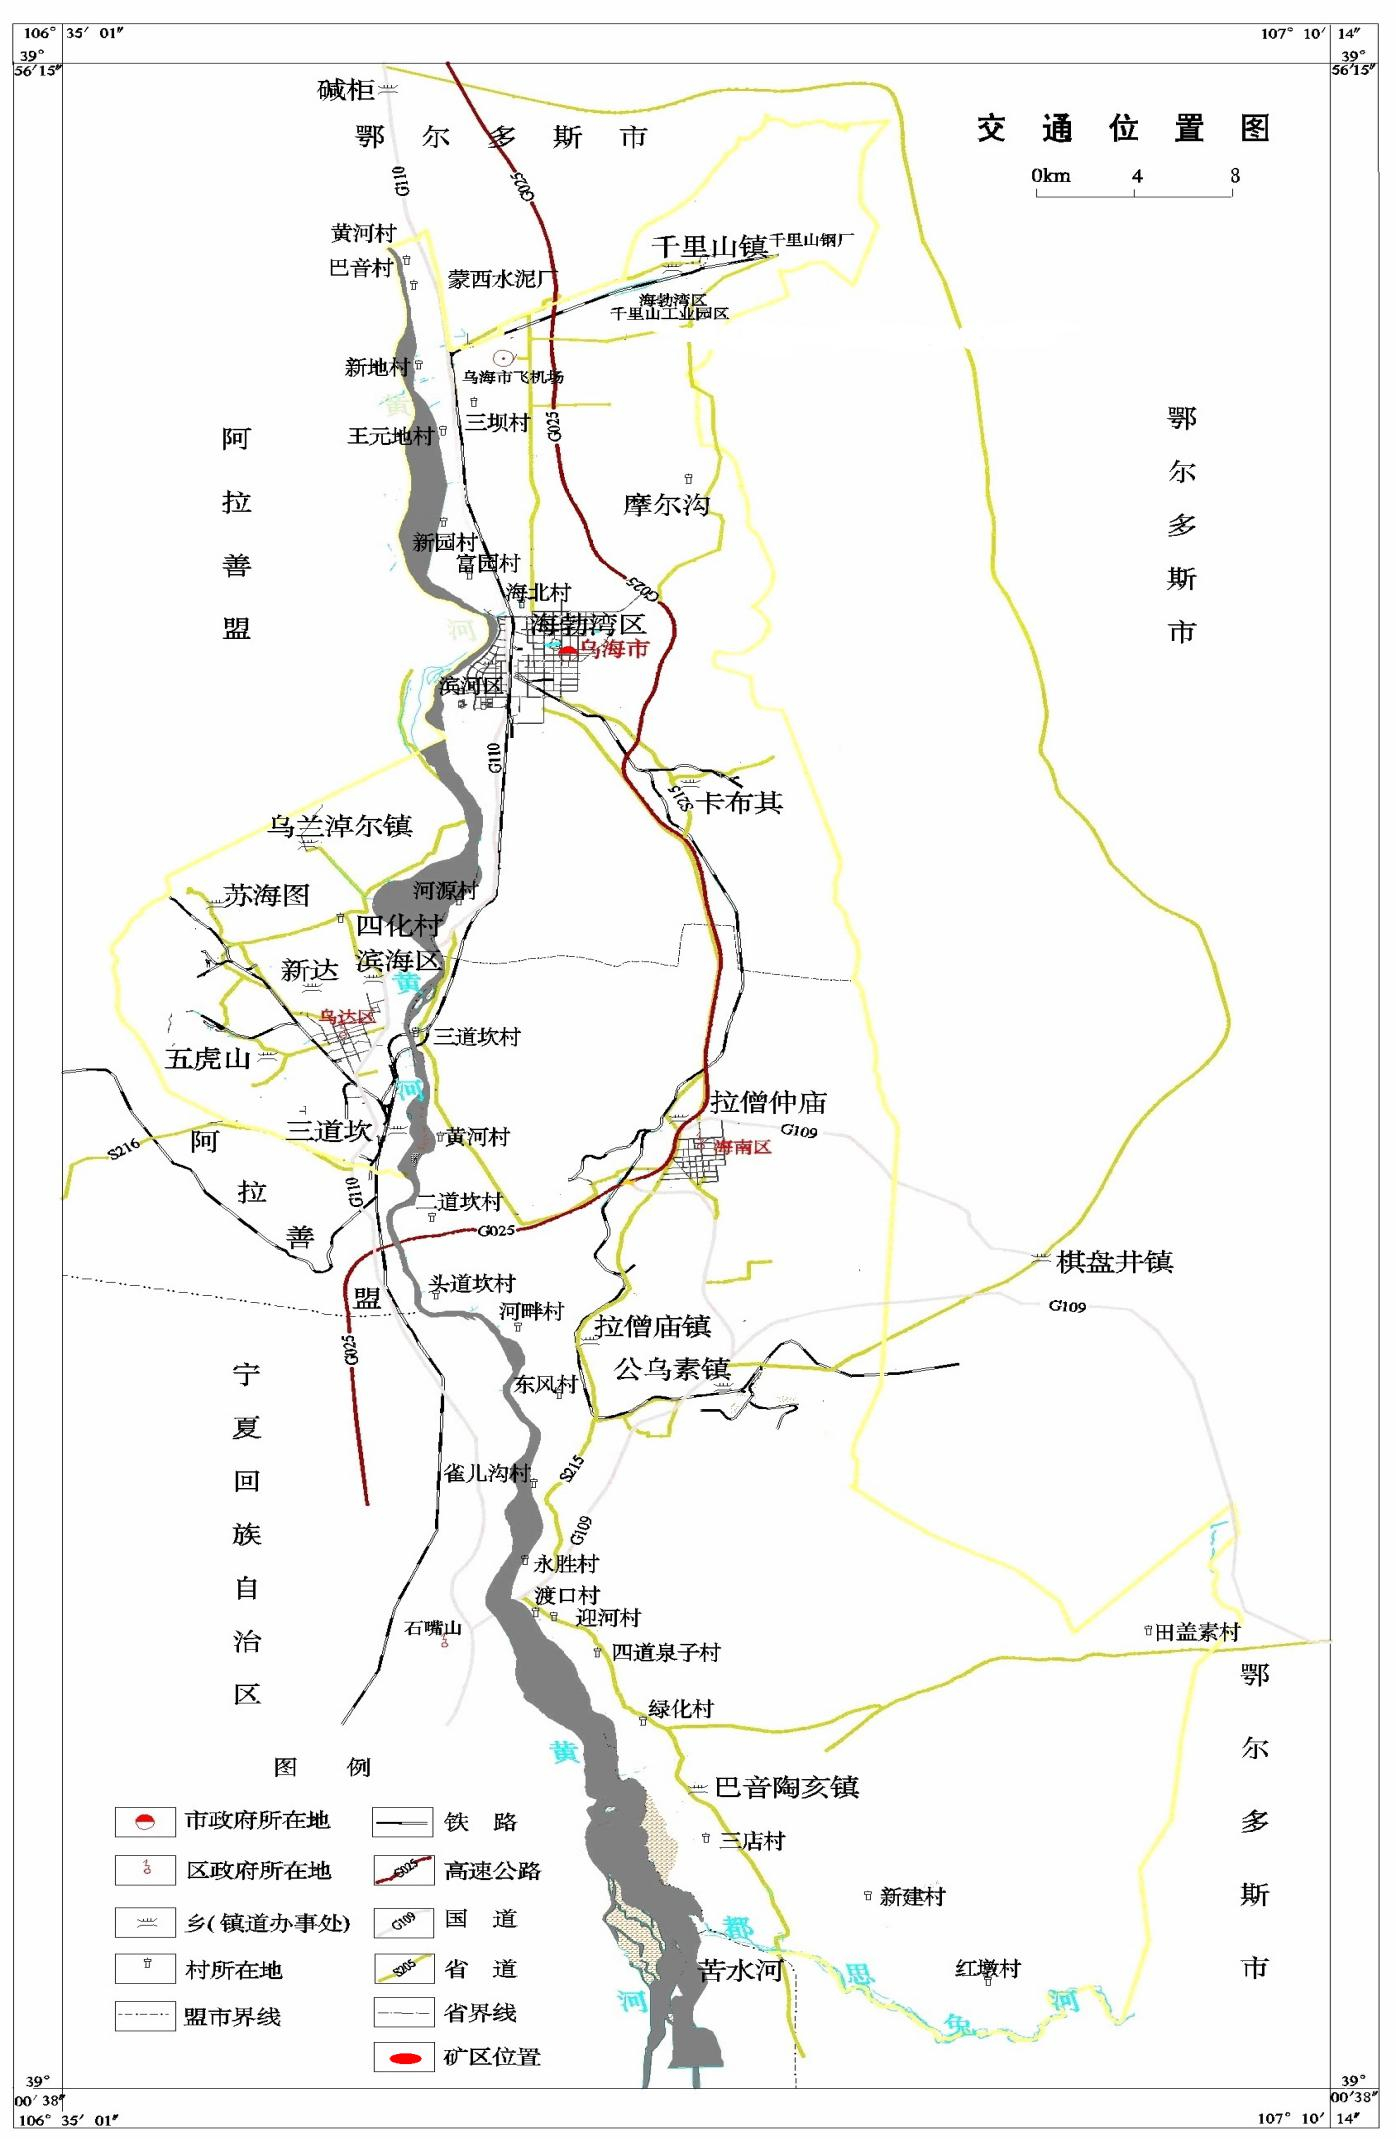 106° 35′ 01″
107° 10′ 14″
39°
56′15″
39°
56′15″
碱柜
交通位置图
鄂尔多斯市
0km 4 8
G110
G025
黄河村
巴音村
千里山镇
千里山钢厂
蒙西水泥厂
海勃湾区
千里山工业园区
新地村
乌海市飞机场
黄
三坝村
王元地村
G025
阿拉善盟
鄂尔多斯市
摩尔沟
新园村
富园村
海北村
G025
河
海勃湾区
乌海市
滨河区
G110
S215
卡布其
乌兰淖尔镇
苏海图
河源村
四化村
滨海区
新达
黄
乌达区
三道坎村
五虎山
河
拉僧仲庙
G109
三道坎
黄河村
海南区
S216
阿拉善盟
G110
二道坎村
G025
棋盘井镇
头道坎村
G109
河畔村
拉僧庙镇
G025
公乌素镇
宁夏回族自治区
东风村
雀儿沟村
S215
G109
永胜村
渡口村
迎河村
石嘴山
田盖素村
四道泉子村
鄂尔多斯市
绿化村
黄
巴音陶亥镇
三店村
新建村
都
苦水河
思
红墩村
河
兔
河
图例
市政府所在地
铁路
区政府所在地
G025
高速公路
乡(镇道办事处)
G109
国道
村所在地
S205
省道
盟市界线
省界线
矿区位置
39°
00′38″
39°
00′38″
106° 35′ 01″
107° 10′ 14″